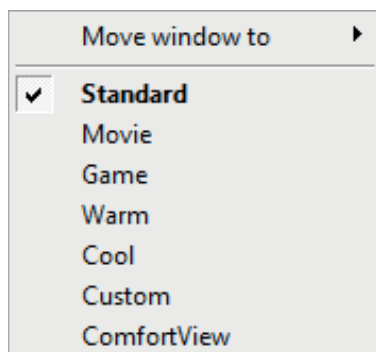 Move window to
Standard
Movie
Game
Warm
Cool
Custom
ComfortView